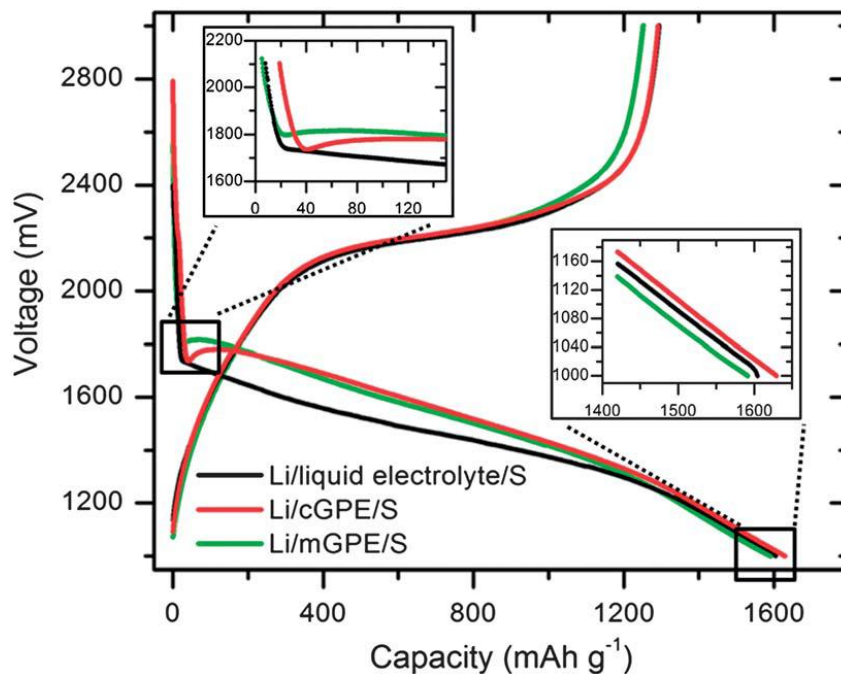 2200
2100
2000
1800
1600
0 40 80 120
2800
2400
2000
1600
1200
Voltage (mV)
1160
1120
1080
1040
1000
1400 1500 1600
Li/liquid electrolyte/S
Li/cGPE/S
Li/mGPE/S
0 400 800 1200 1600
Capacity (mAh g⁻¹)